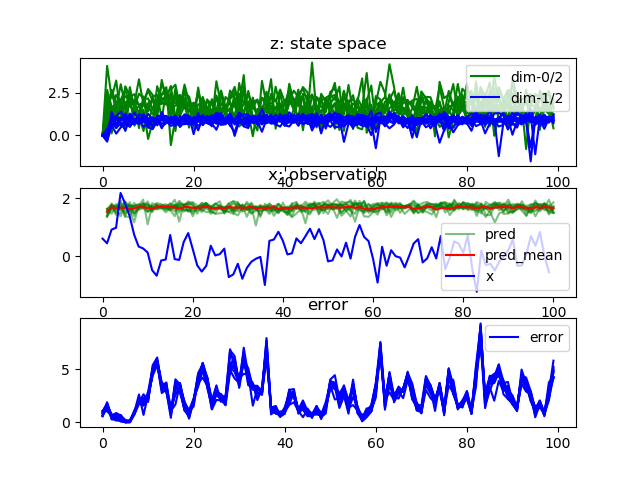 z: state space
2.5
0.0
dim-0/2
dim-1/2
0 20 40 60 80 100
x: observation
2
0
pred
pred_mean
x
0 20 40 60 80 100
error
5
0
error
0 20 40 60 80 100